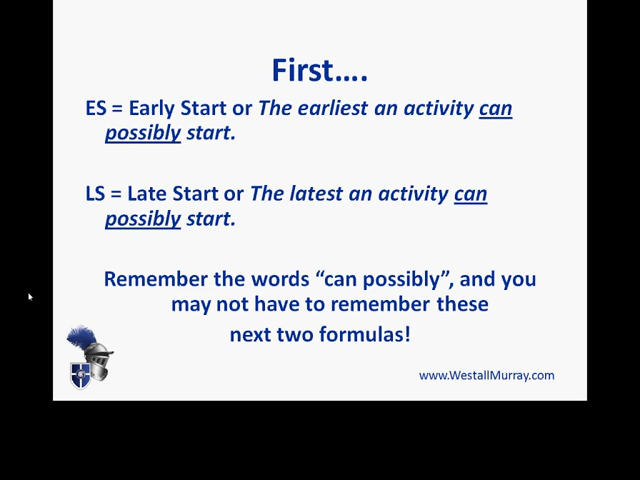 First....
ES = Early Start or The earliest an activity can
possibly start.
LS = Late Start or The latest an activity can
possibly start.
Remember the words “can possibly”, and you
may not have to remember these
next two formulas!
www.WestallMurray.com